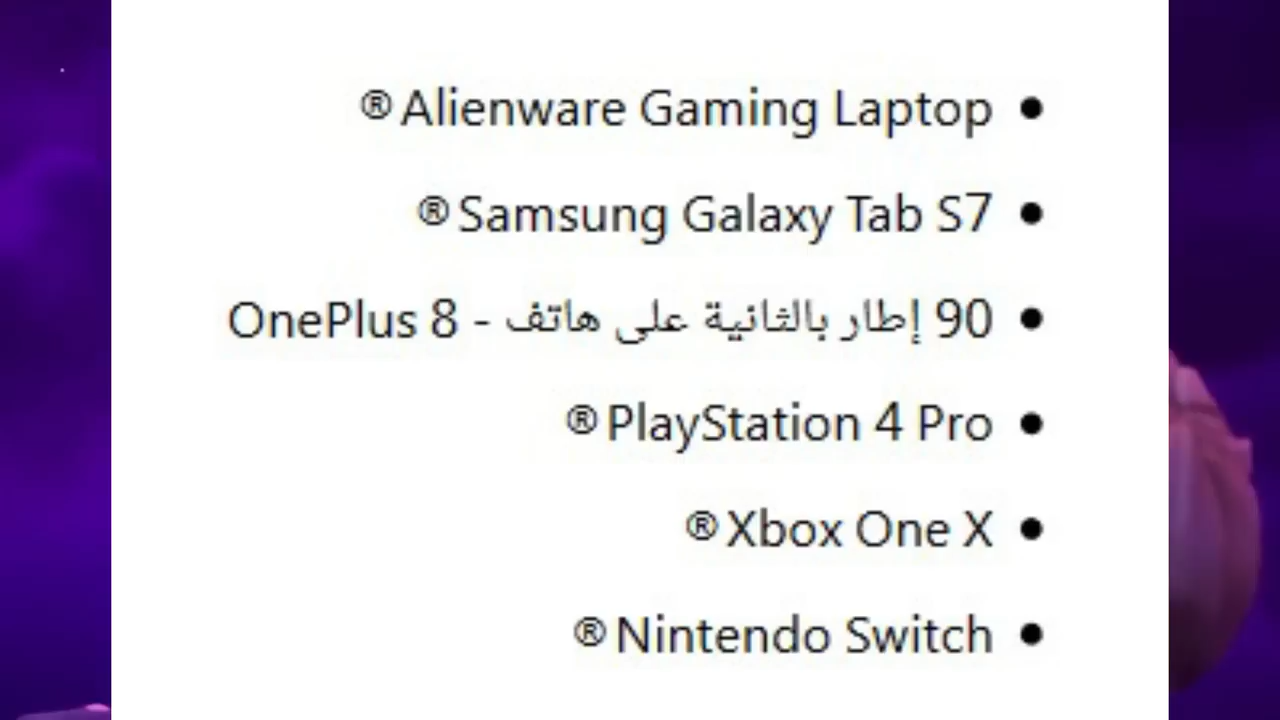 • Alienware Gaming Laptop®
• Samsung Galaxy Tab S7®
• 90 إطار بالثانية على هاتف - OnePlus 8
• PlayStation 4 Pro®
• Xbox One X®
• Nintendo Switch®